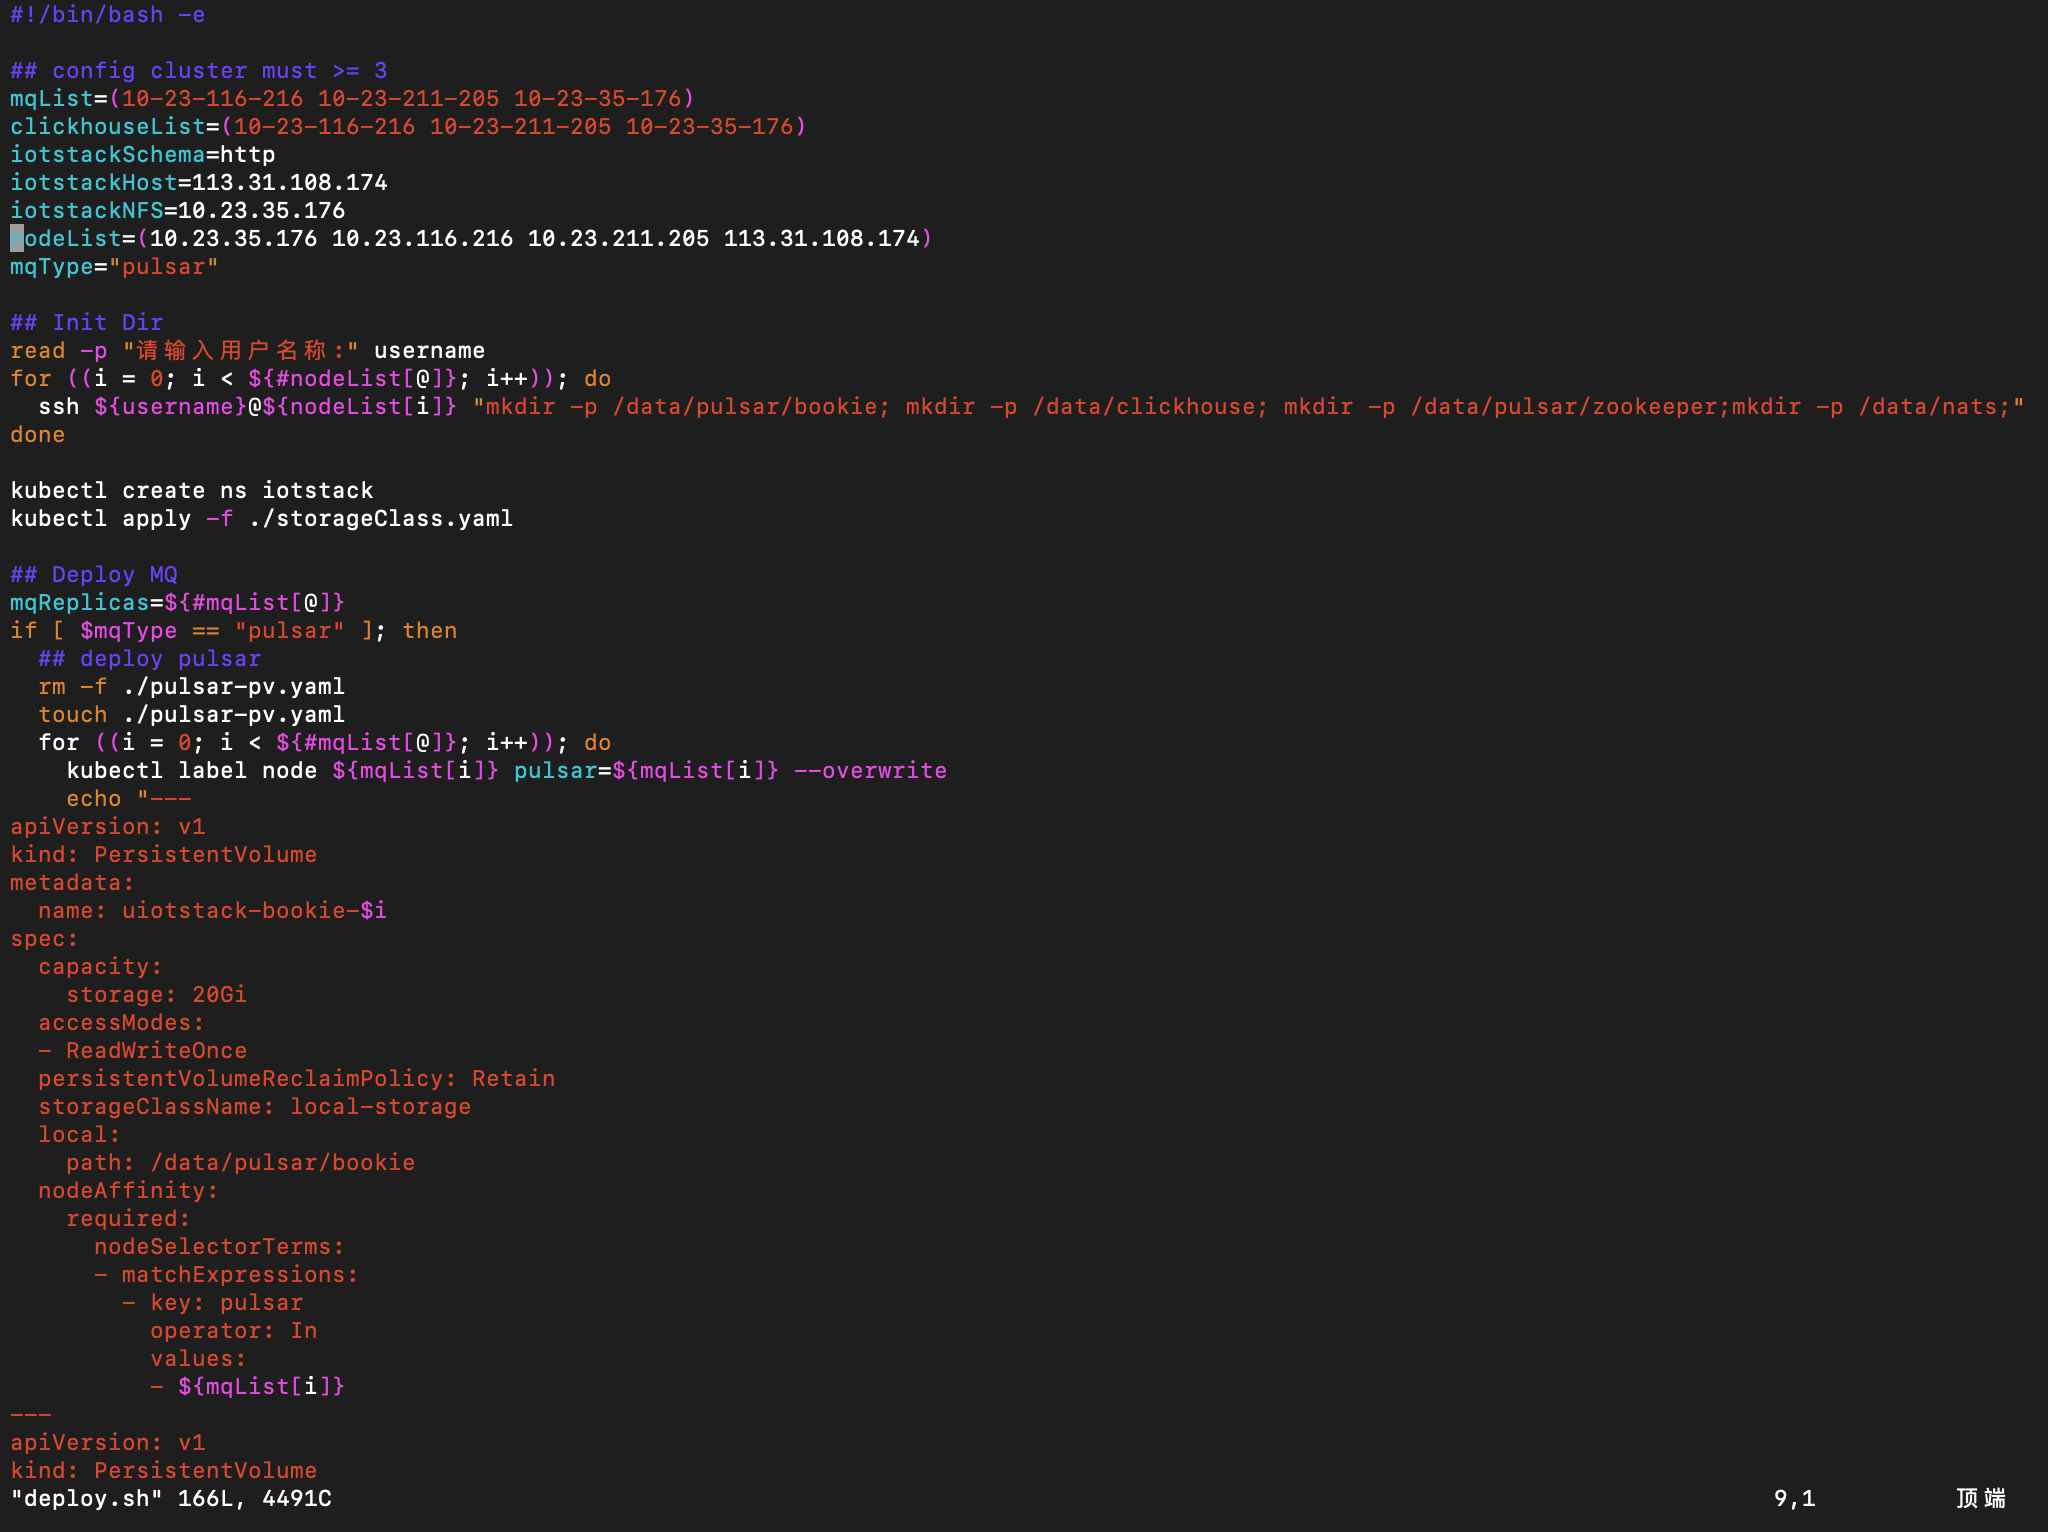 #!/bin/bash -e
## config cluster must >= 3
mqList=(10-23-116-216 10-23-211-205 10-23-35-176)
clickhouseList=(10-23-116-216 10-23-211-205 10-23-35-176)
iotstackSchema=http
iotstackHost=113.31.108.174
iotstackNFS=10.23.35.176
nodeList=(10.23.35.176 10.23.116.216 10.23.211.205 113.31.108.174)
mqType="pulsar"
## Init Dir
read -p "请输入用户名称:" username
for ((i = 0; i < ${#nodeList[@]}; i++)); do
  ssh ${username}@${nodeList[i]} "mkdir -p /data/pulsar/bookie; mkdir -p /data/clickhouse; mkdir -p /data/pulsar/zookeeper;mkdir -p /data/nats;"
done
kubectl create ns iotstack
kubectl apply -f ./storageClass.yaml
## Deploy MQ
mqReplicas=${#mqList[@]}
if [ $mqType == "pulsar" ]; then
  ## deploy pulsar
  rm -f ./pulsar-pv.yaml
  touch ./pulsar-pv.yaml
  for ((i = 0; i < ${#mqList[@]}; i++)); do
    kubectl label node ${mqList[i]} pulsar=${mqList[i]} --overwrite
    echo "---
apiVersion: v1
kind: PersistentVolume
metadata:
  name: uiotstack-bookie-$i
spec:
  capacity:
    storage: 20Gi
  accessModes:
  - ReadWriteOnce
  persistentVolumeReclaimPolicy: Retain
  storageClassName: local-storage
  local:
    path: /data/pulsar/bookie
  nodeAffinity:
    required:
      nodeSelectorTerms:
      - matchExpressions:
        - key: pulsar
          operator: In
          values:
          - ${mqList[i]}
---
apiVersion: v1
kind: PersistentVolume
"deploy.sh" 166L, 4491C 9,1 顶端